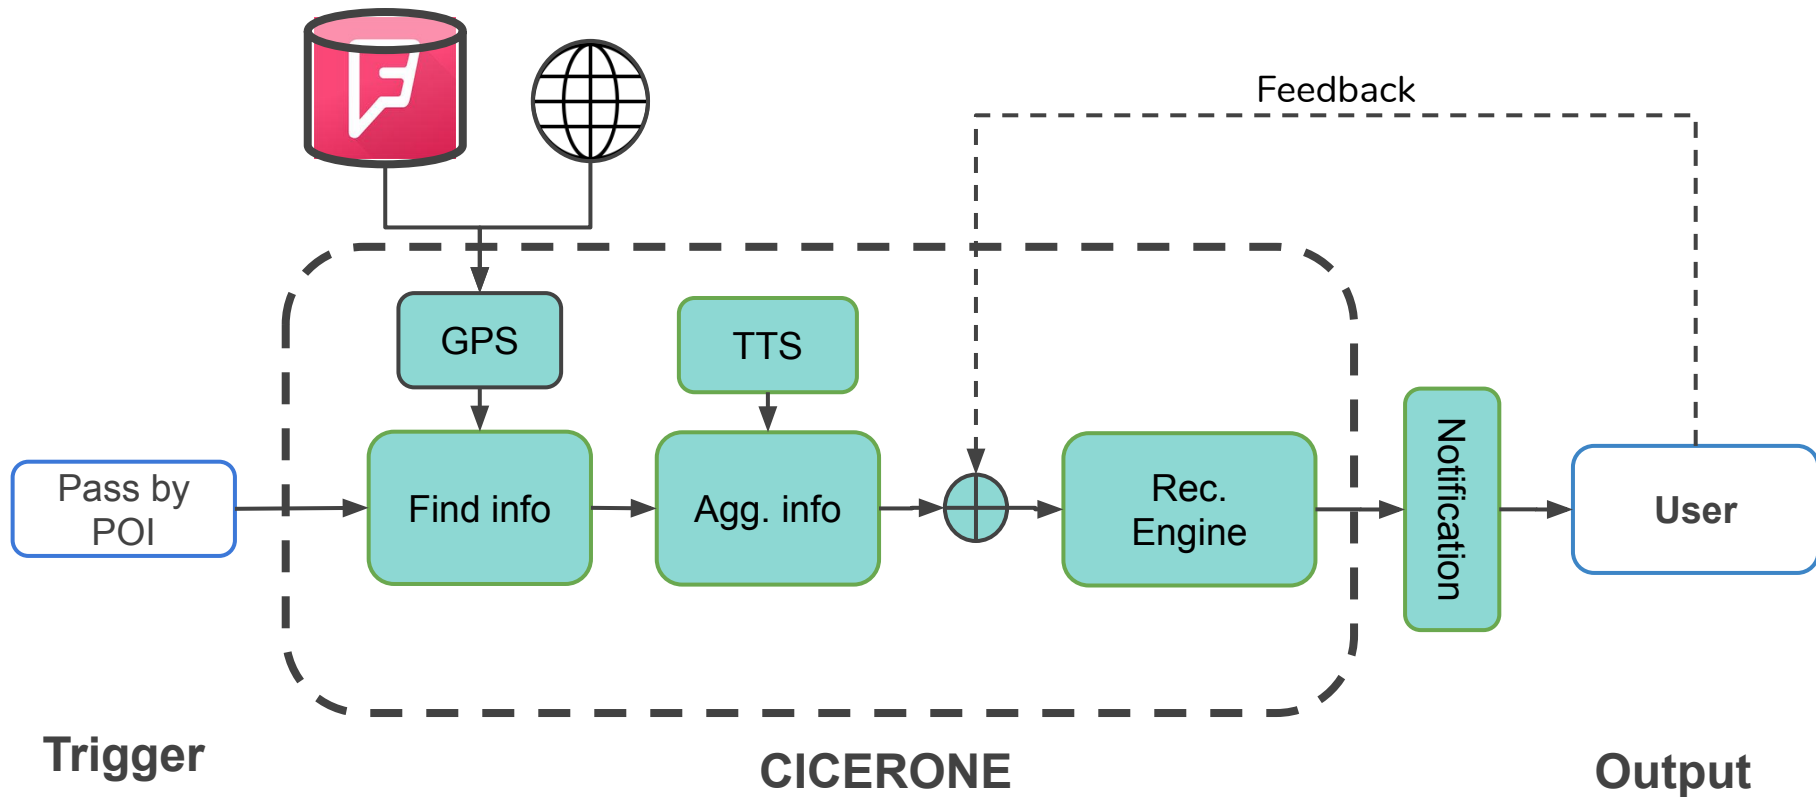 Feedback
GPS
TTS
Pass by
POI
Find info
Agg. info
Rec.
Engine
Notification
User
Trigger
CICERONE
Output